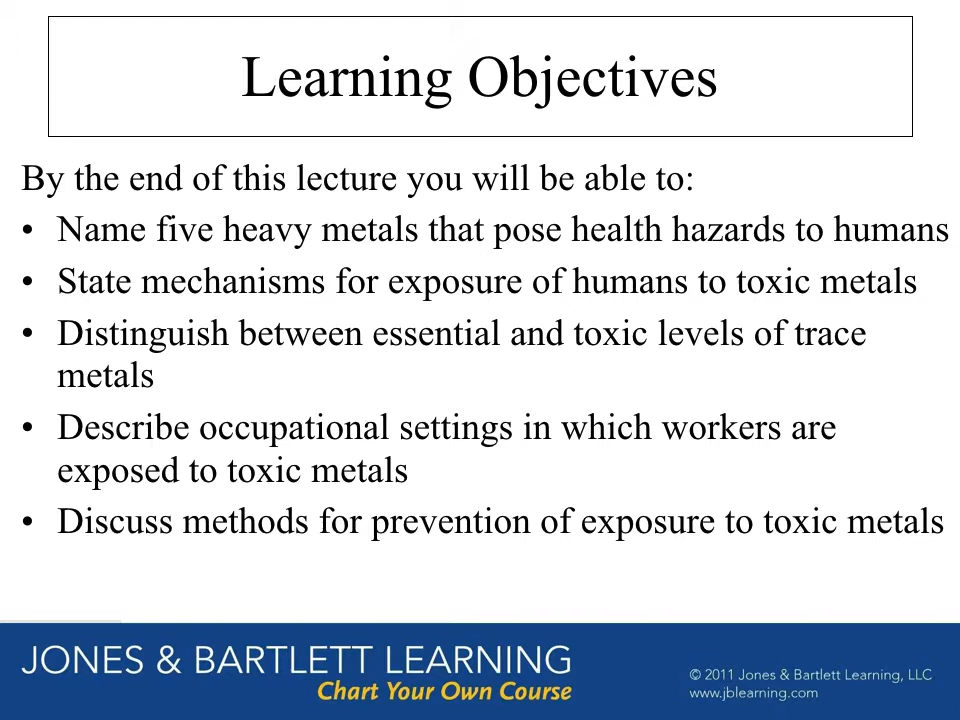 Learning Objectives
By the end of this lecture you will be able to:
• Name five heavy metals that pose health hazards to humans
• State mechanisms for exposure of humans to toxic metals
• Distinguish between essential and toxic levels of trace
metals
• Describe occupational settings in which workers are
exposed to toxic metals
• Discuss methods for prevention of exposure to toxic metals
JONES & BARTLETT LEARNING
Chart Your Own Course
© 2011 Jones & Bartlett Learning, LLC
www.jblearning.com